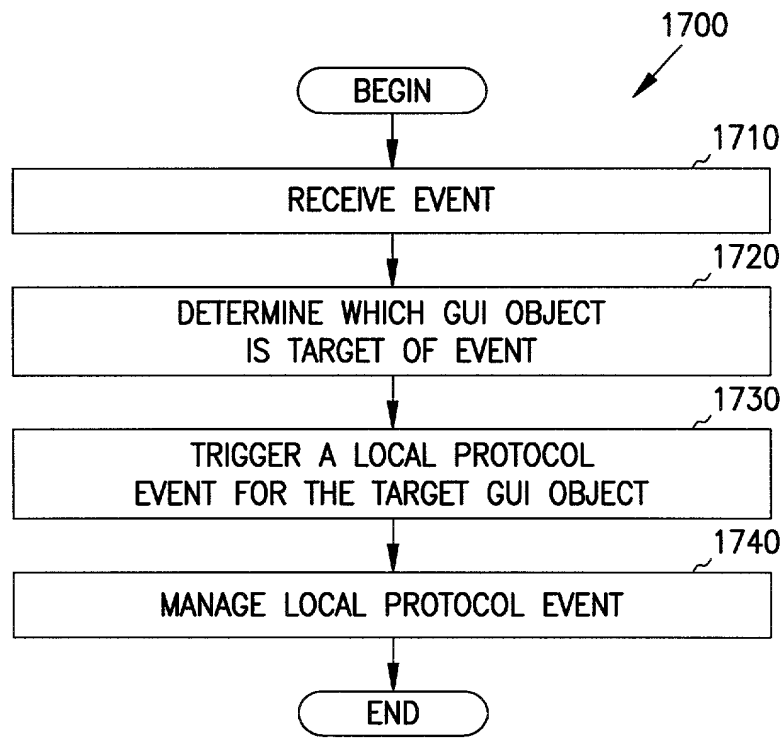 1700
BEGIN
1710
RECEIVE EVENT
1720
DETERMINE WHICH GUI OBJECT
IS TARGET OF EVENT
1730
TRIGGER A LOCAL PROTOCOL
EVENT FOR THE TARGET GUI OBJECT
1740
MANAGE LOCAL PROTOCOL EVENT
END